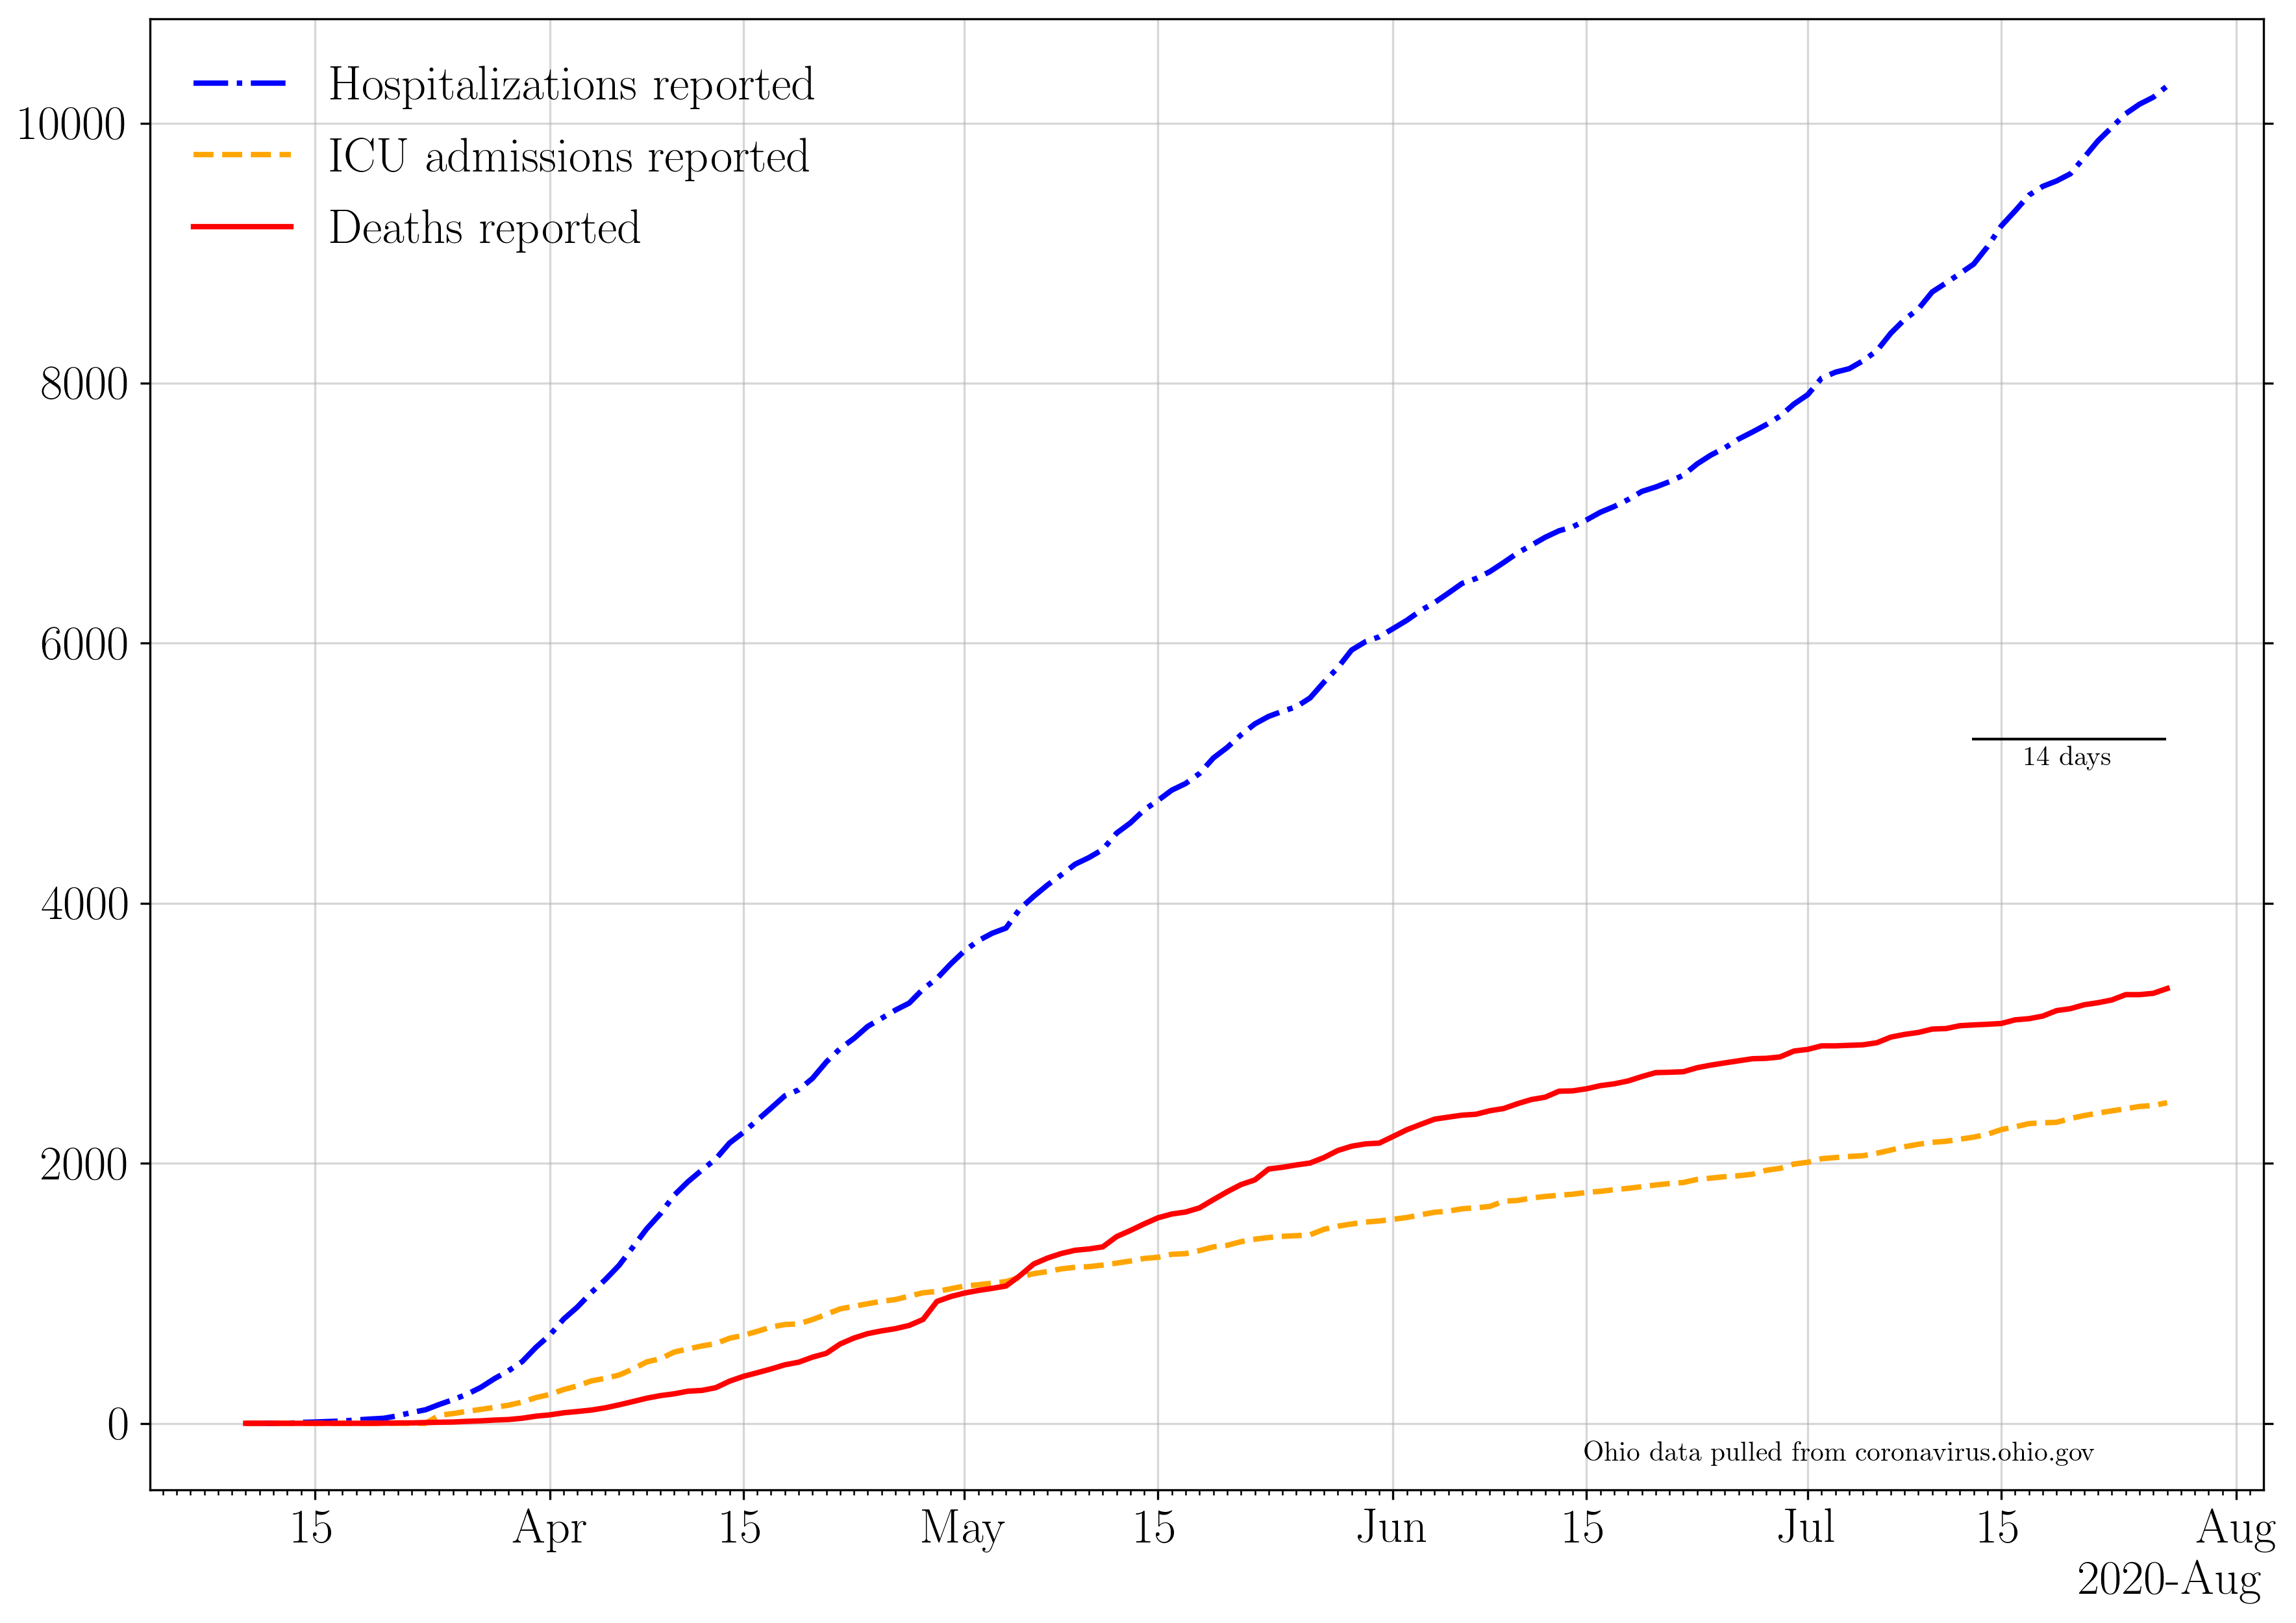 Hospitalizations reported
ICU admissions reported
Deaths reported
10000
8000
6000
4000
2000
0
14 days
Ohio data pulled from coronavirus.ohio.gov
15 Apr 15 May 15 Jun 15 Jul 15 Aug
2020-Aug